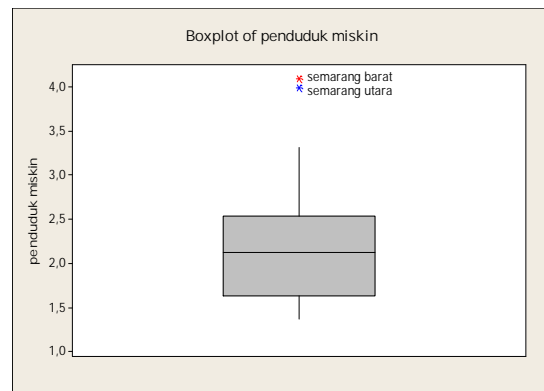 Boxplot of penduduk miskin
penduduk miskin
4,0
3,5
3,0
2,5
2,0
1,5
1,0
semarang barat
semarang utara